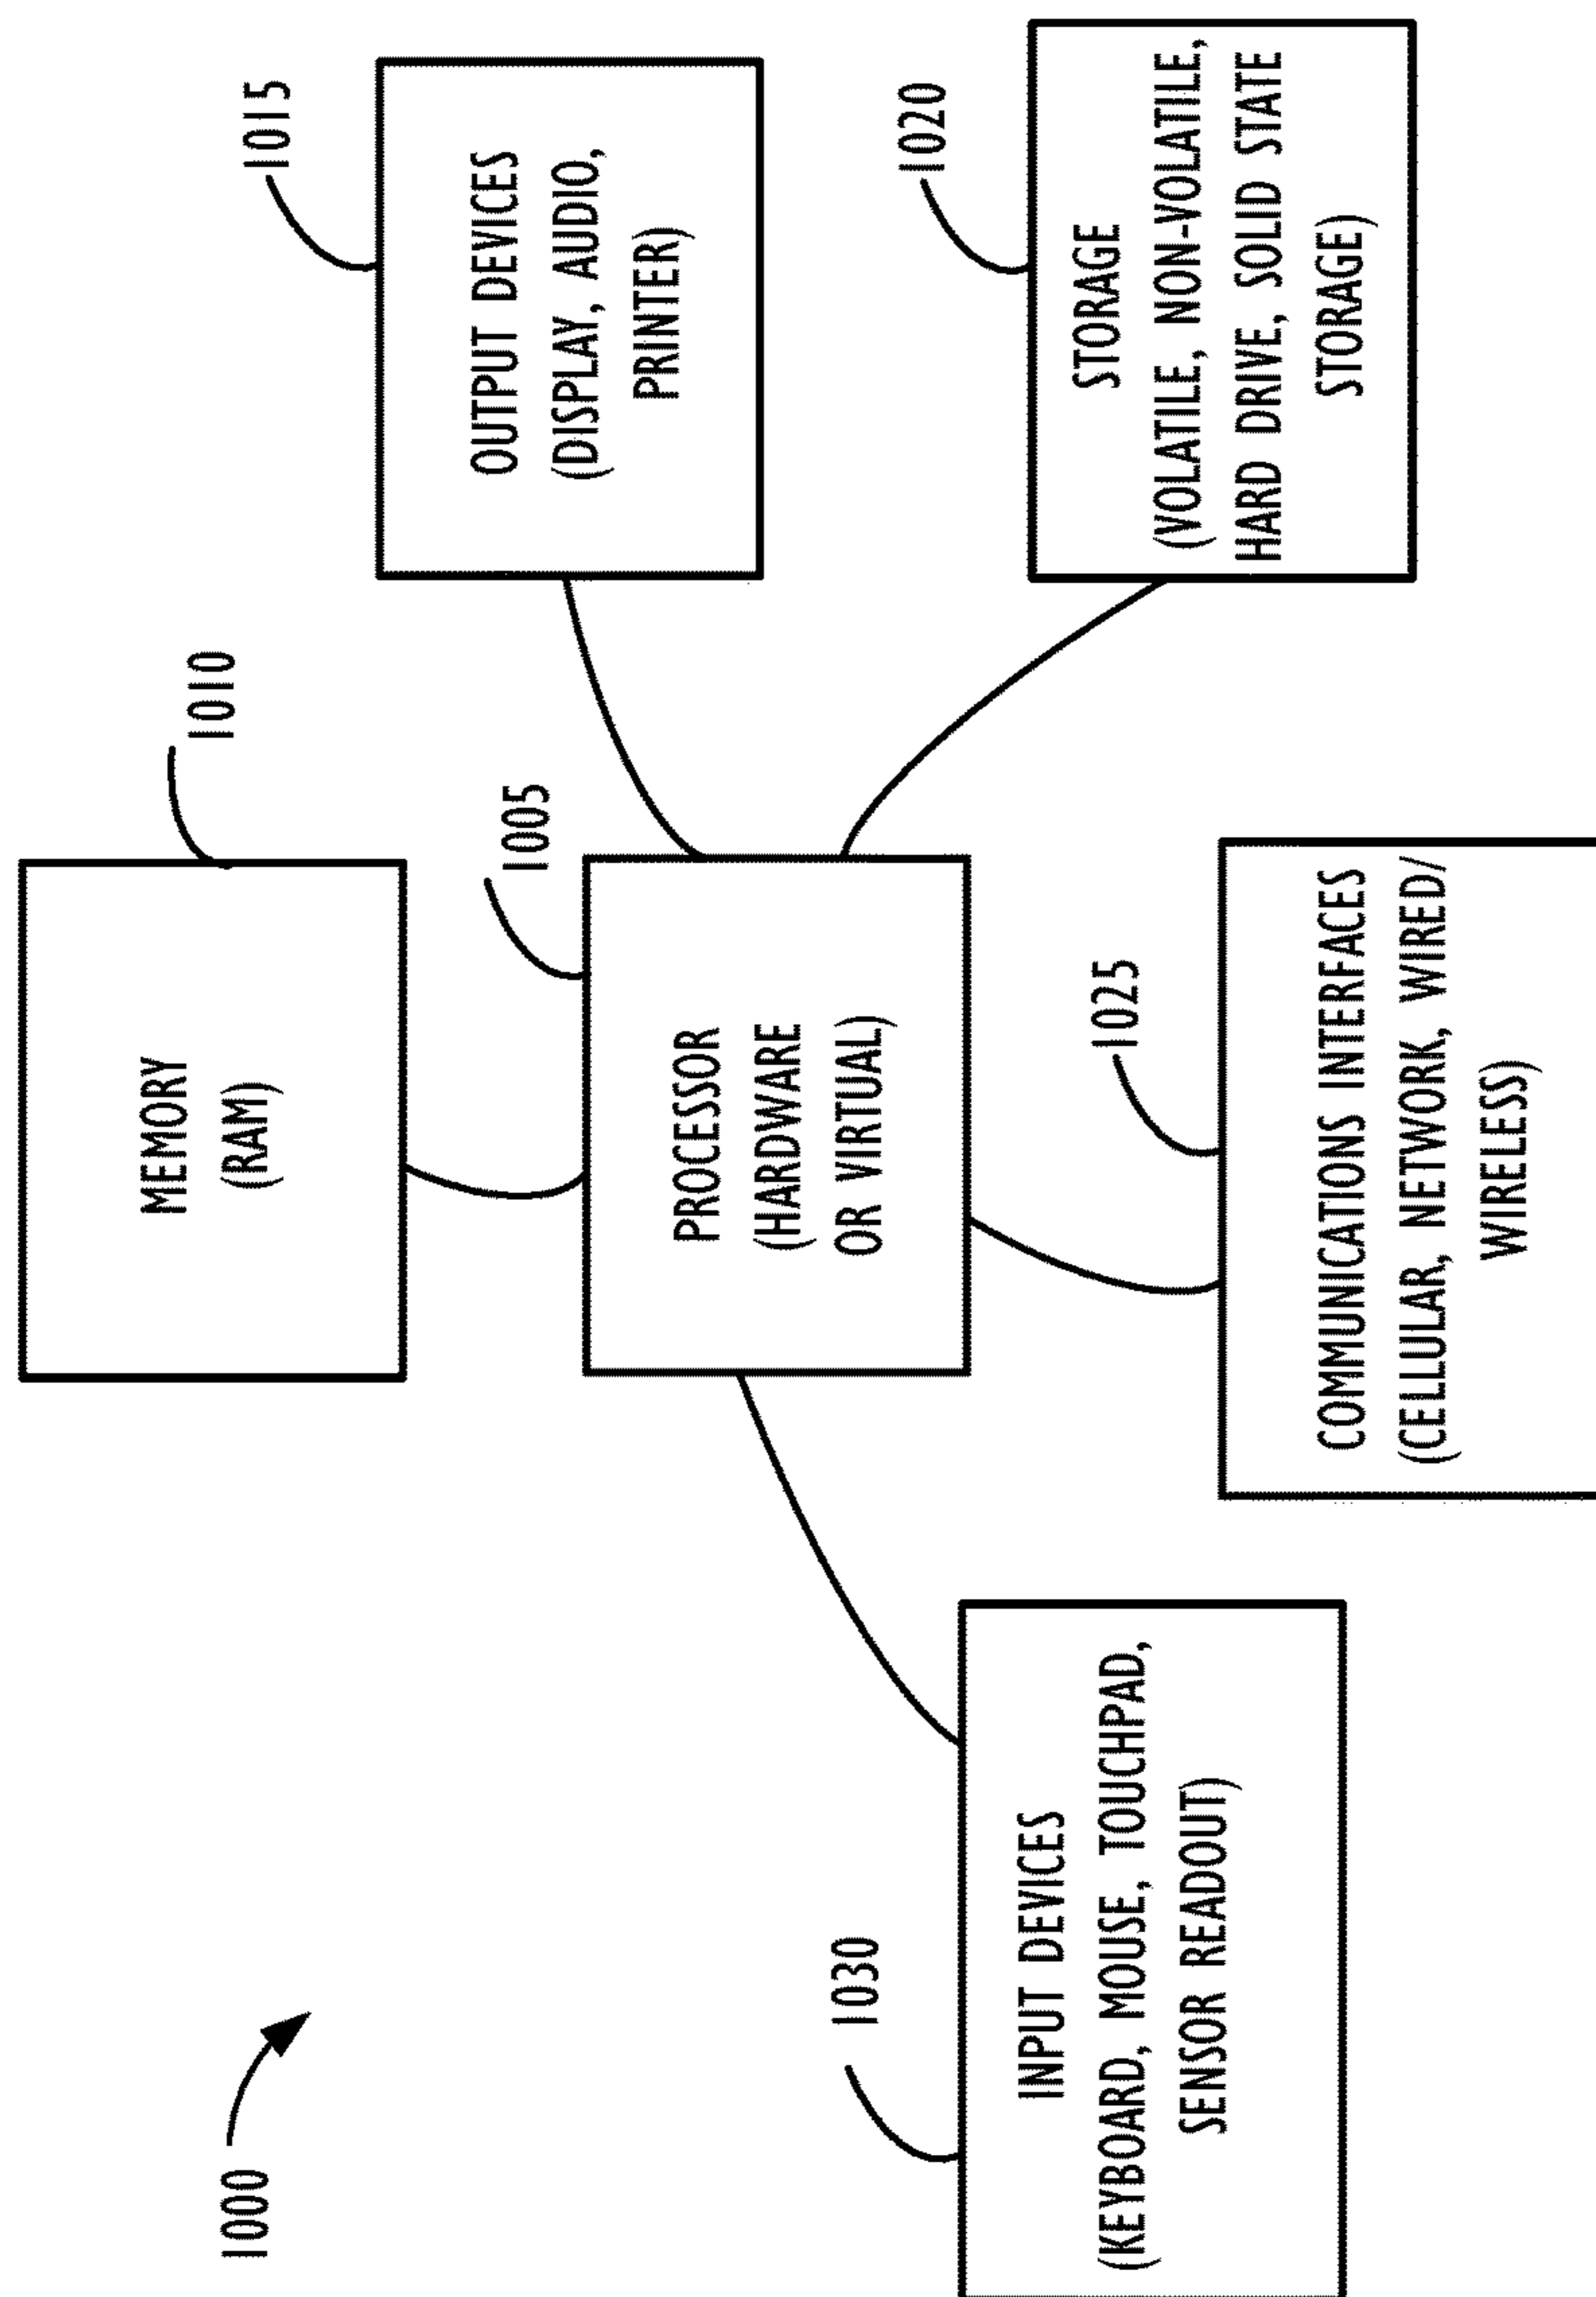 1000
1010
MEMORY
(RAM)
1015
OUTPUT DEVICES
(DISPLAY, AUDIO,
PRINTER)
1005
PROCESSOR
(HARDWARE
OR VIRTUAL)
1020
STORAGE
(VOLATILE, NON-VOLATILE,
HARD DRIVE, SOLID STATE
STORAGE)
1030
INPUT DEVICES
(KEYBOARD, MOUSE, TOUCHPAD,
SENSOR READOUT)
1025
COMMUNICATIONS INTERFACES
(CELLULAR, NETWORK, WIRED/
WIRELESS)